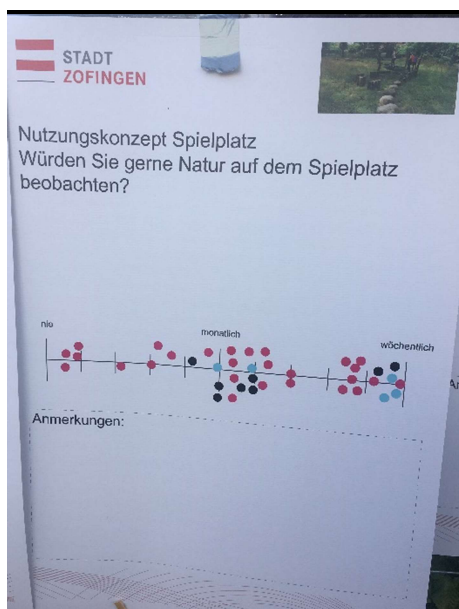 STADT
ZOFINGEN
Nutzungskonzept Spielplatz
Würden Sie gerne Natur auf dem Spielplatz
beobachten?
nie
monatlich
wöchentlich
Anmerkungen: